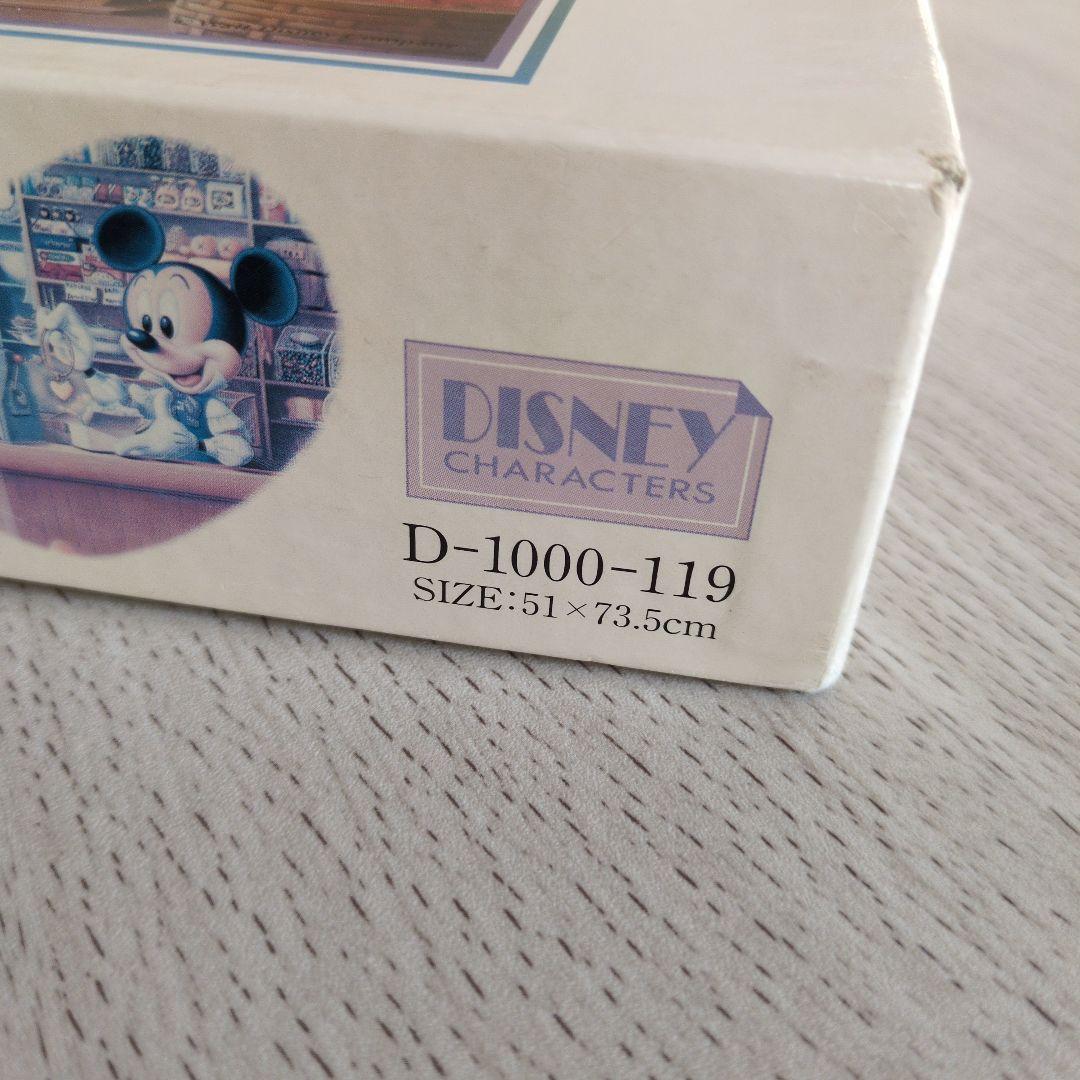 DISNEY
CHARACTERS
D-1000-119
SIZE:51×73.5cm